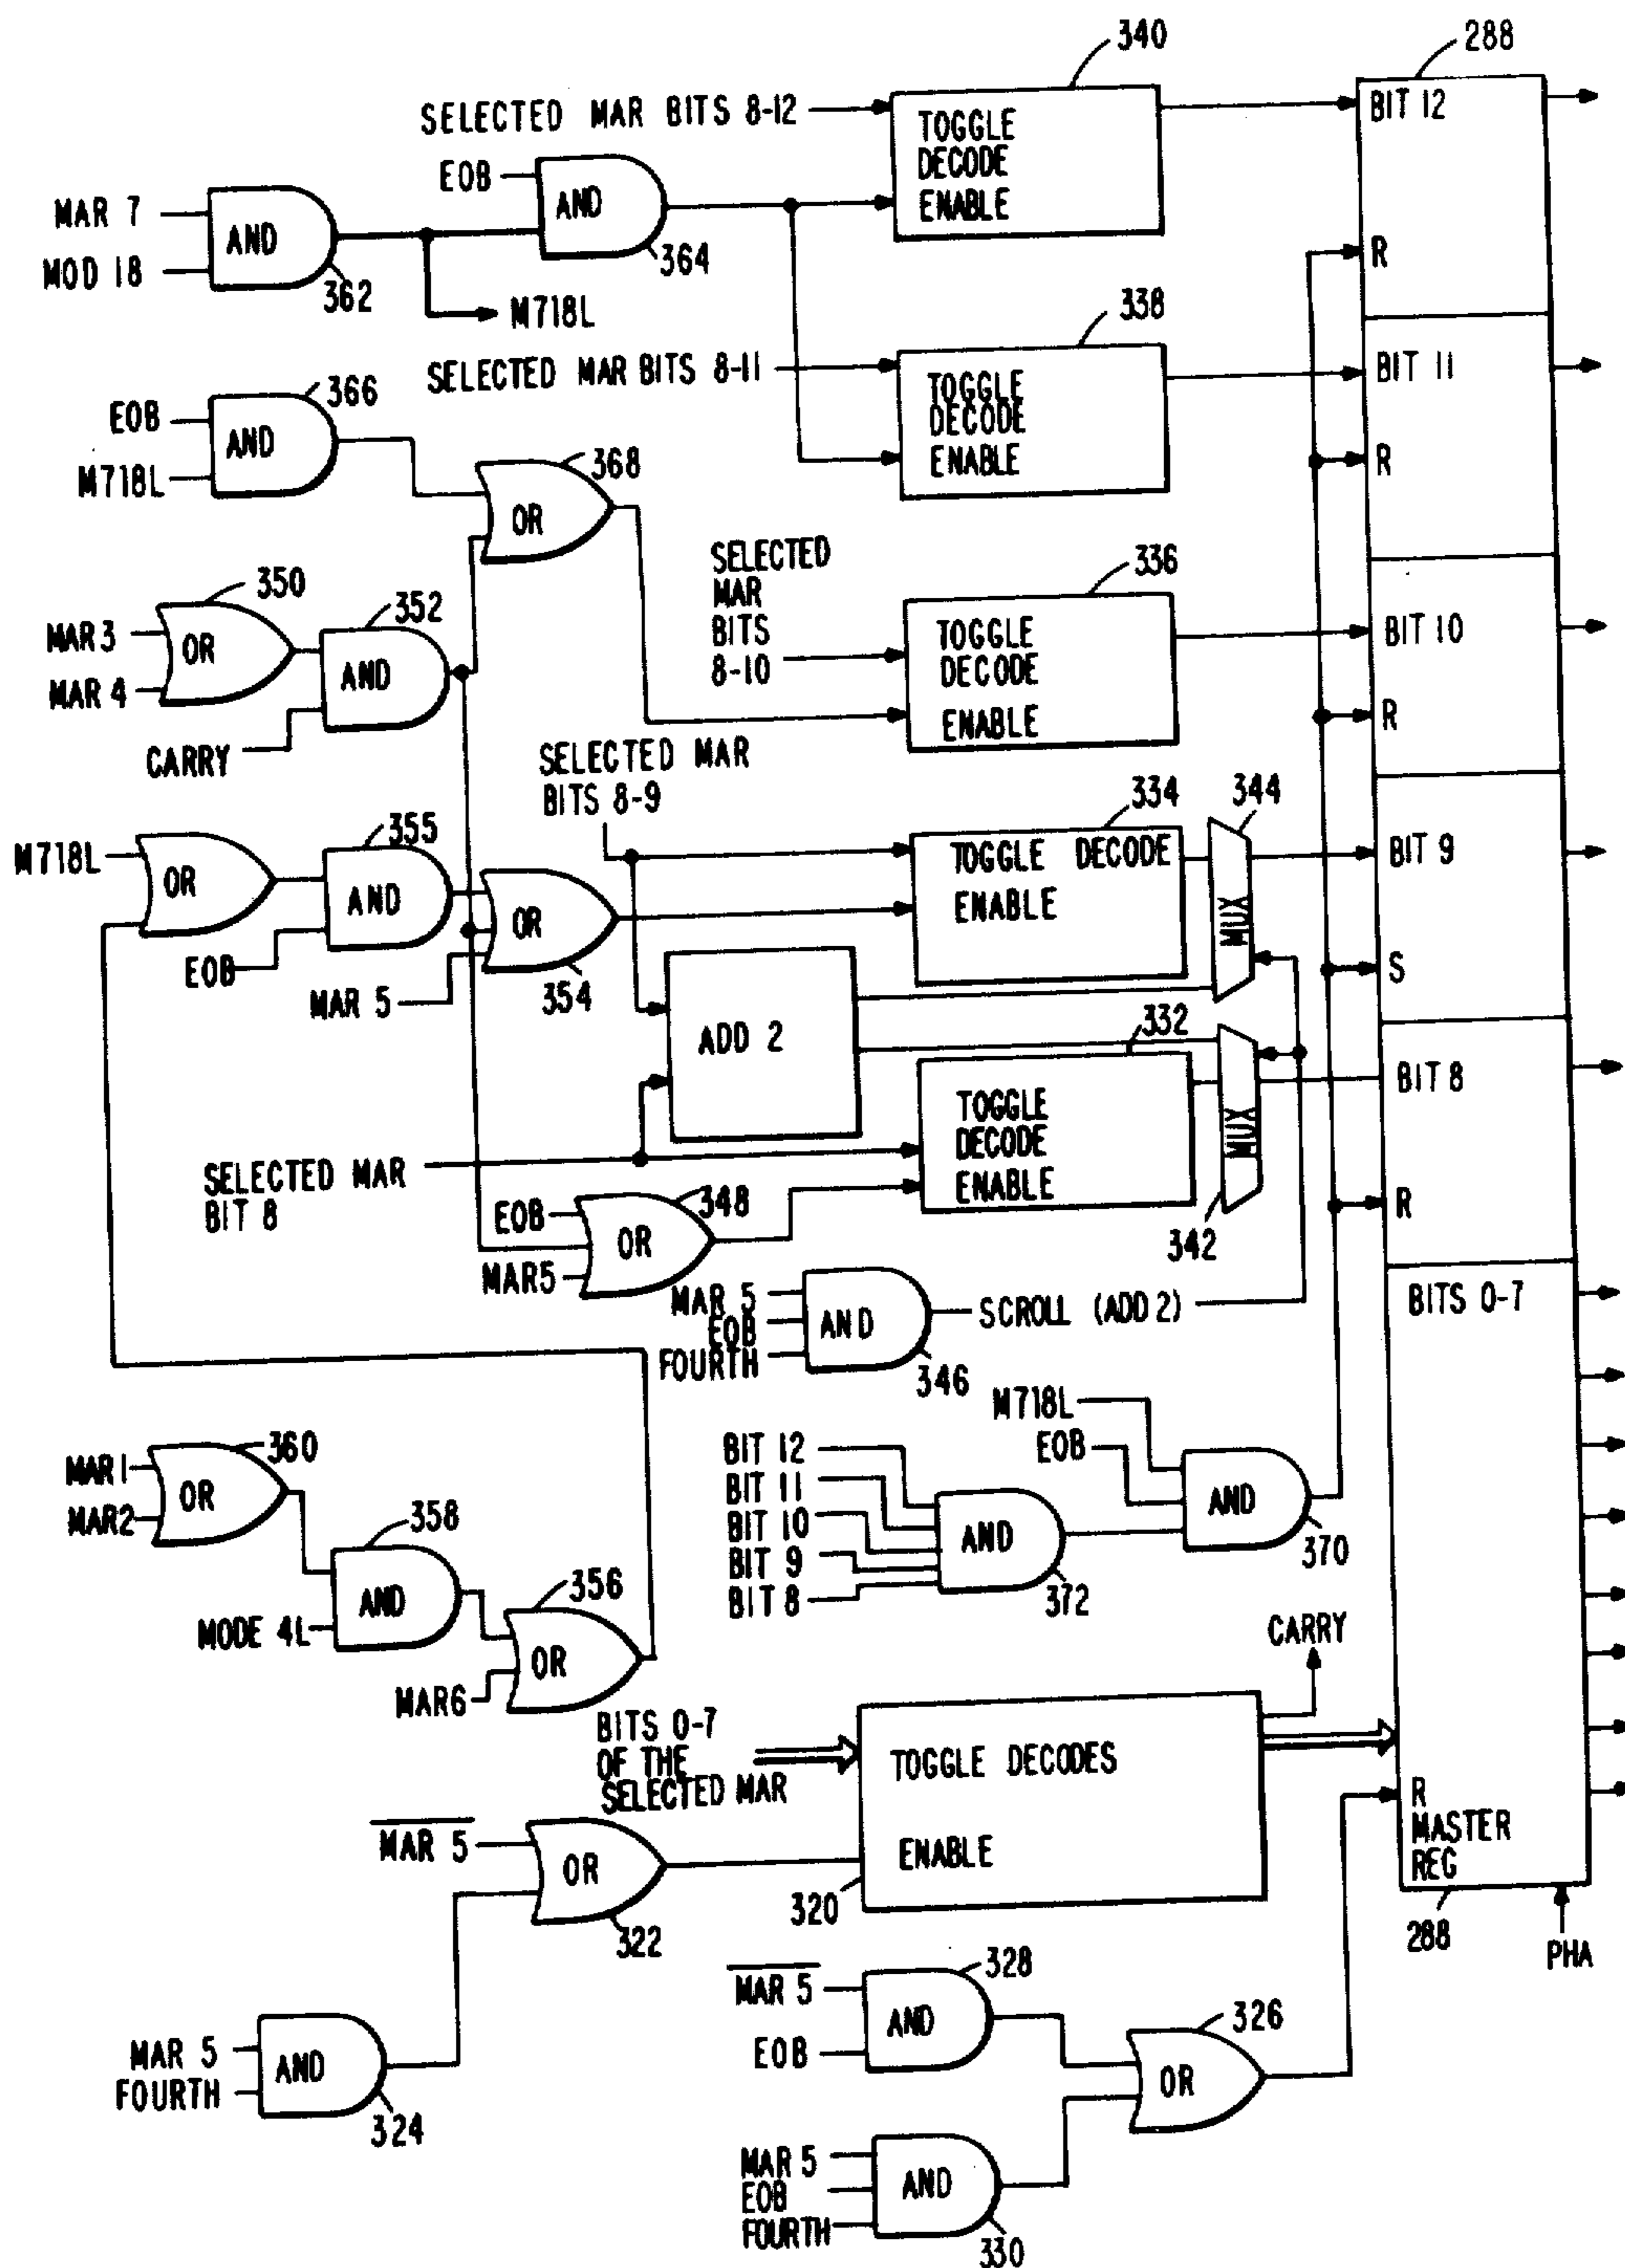 340
288
SELECTED MAR BITS 8-12
TOGGLE
DECODE
ENABLE
BIT 12
EOB
AND
364
MAR 7
MOD 18
AND
362
M718L
R
338
SELECTED MAR BITS 8-11
TOGGLE
DECODE
ENABLE
BIT 11
R
366
EOB
M718L
AND
368
OR
SELECTED
MAR
BITS
8-10
336
TOGGLE
DECODE
ENABLE
BIT 10
R
350
MAR 3
MAR 4
OR
352
AND
CARRY
SELECTED MAR
BITS 8-9
334
TOGGLE DECODE
ENABLE
344
MUX
BIT 9
S
M718L
OR
355
AND
EOB
OR
MAR 5
354
ADD 2
332
TOGGLE
DECODE
ENABLE
MUX
342
BIT 8
R
SELECTED MAR
BIT 8
EOB
348
OR
MAR5
MAR 5
EOB
FOURTH
AND
346
SCROLL (ADD 2)
BITS 0-7
M718L
EOB
AND
370
BIT 12
BIT 11
BIT 10
BIT 9
BIT 8
AND
372
MAR1
MAR2
OR
360
358
AND
MODE 4L
356
OR
MAR6
CARRY
BITS 0-7
OF THE
SELECTED MAR
TOGGLE DECODES
ENABLE
320
R
MASTER
REG
288
PHA
MAR 5
OR
322
MAR 5
FOURTH
AND
324
MAR 5
EOB
AND
328
326
OR
MAR 5
EOB
FOURTH
AND
330